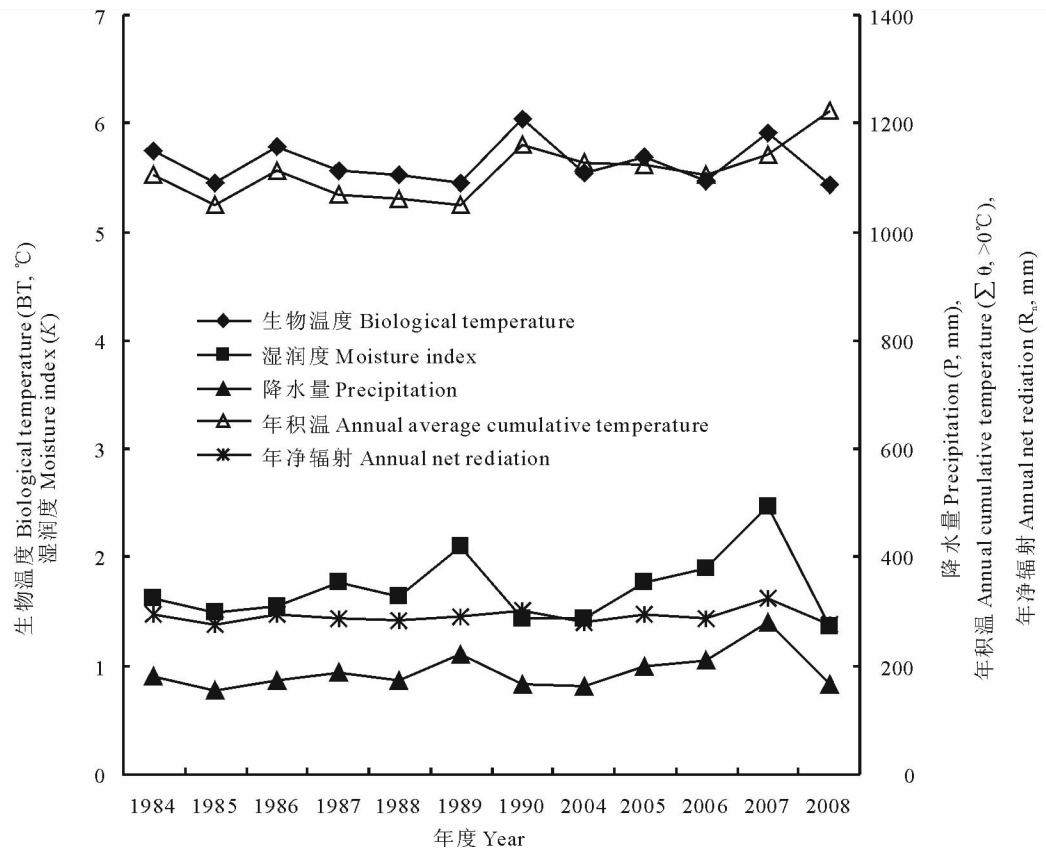 7
6
5
4
3
2
1
0
1400
1200
1000
800
600
400
200
0
生物温度 Biological temperature (BT, ℃)
湿润度 Moisture index (K)
生物温度 Biological temperature
湿润度 Moisture index
降水量 Precipitation
年积温 Annual average cumulative temperature
年净辐射 Annual net rediation
降水量 Precipitation (P, mm),
年积温 Annual cumulative temperature (∑ θ, >0℃),
年净辐射 Annual net rediation (Rn, mm)
1984 1985 1986 1987 1988 1989 1990 2004 2005 2006 2007 2008
年度 Year